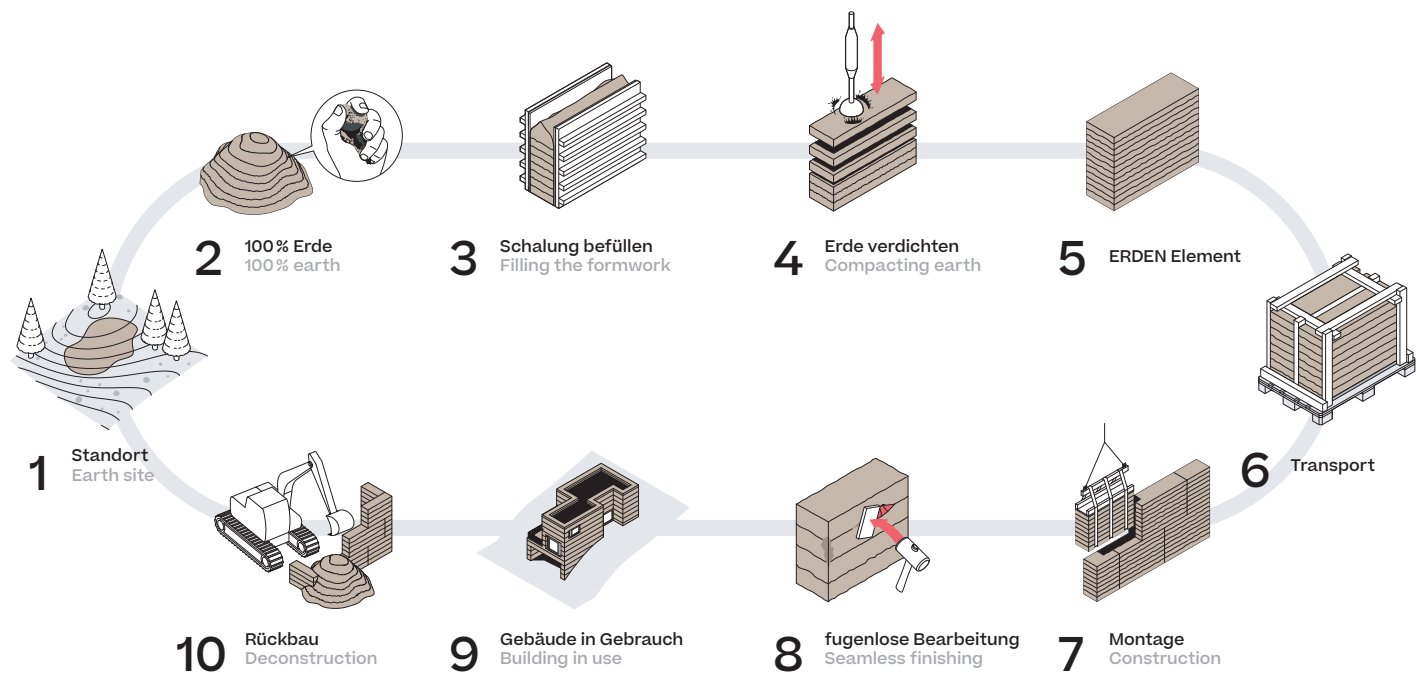 1
Standort
Earth site
2
100 % Erde
100 % earth
3
Schalung befüllen
Filling the formwork
4
Erde verdichten
Compacting earth
5
ERDEN Element
6
Transport
7
Montage
Construction
8
fugenlose Bearbeitung
Seamless finishing
9
Gebäude in Gebrauch
Building in use
10
Rückbau
Deconstruction